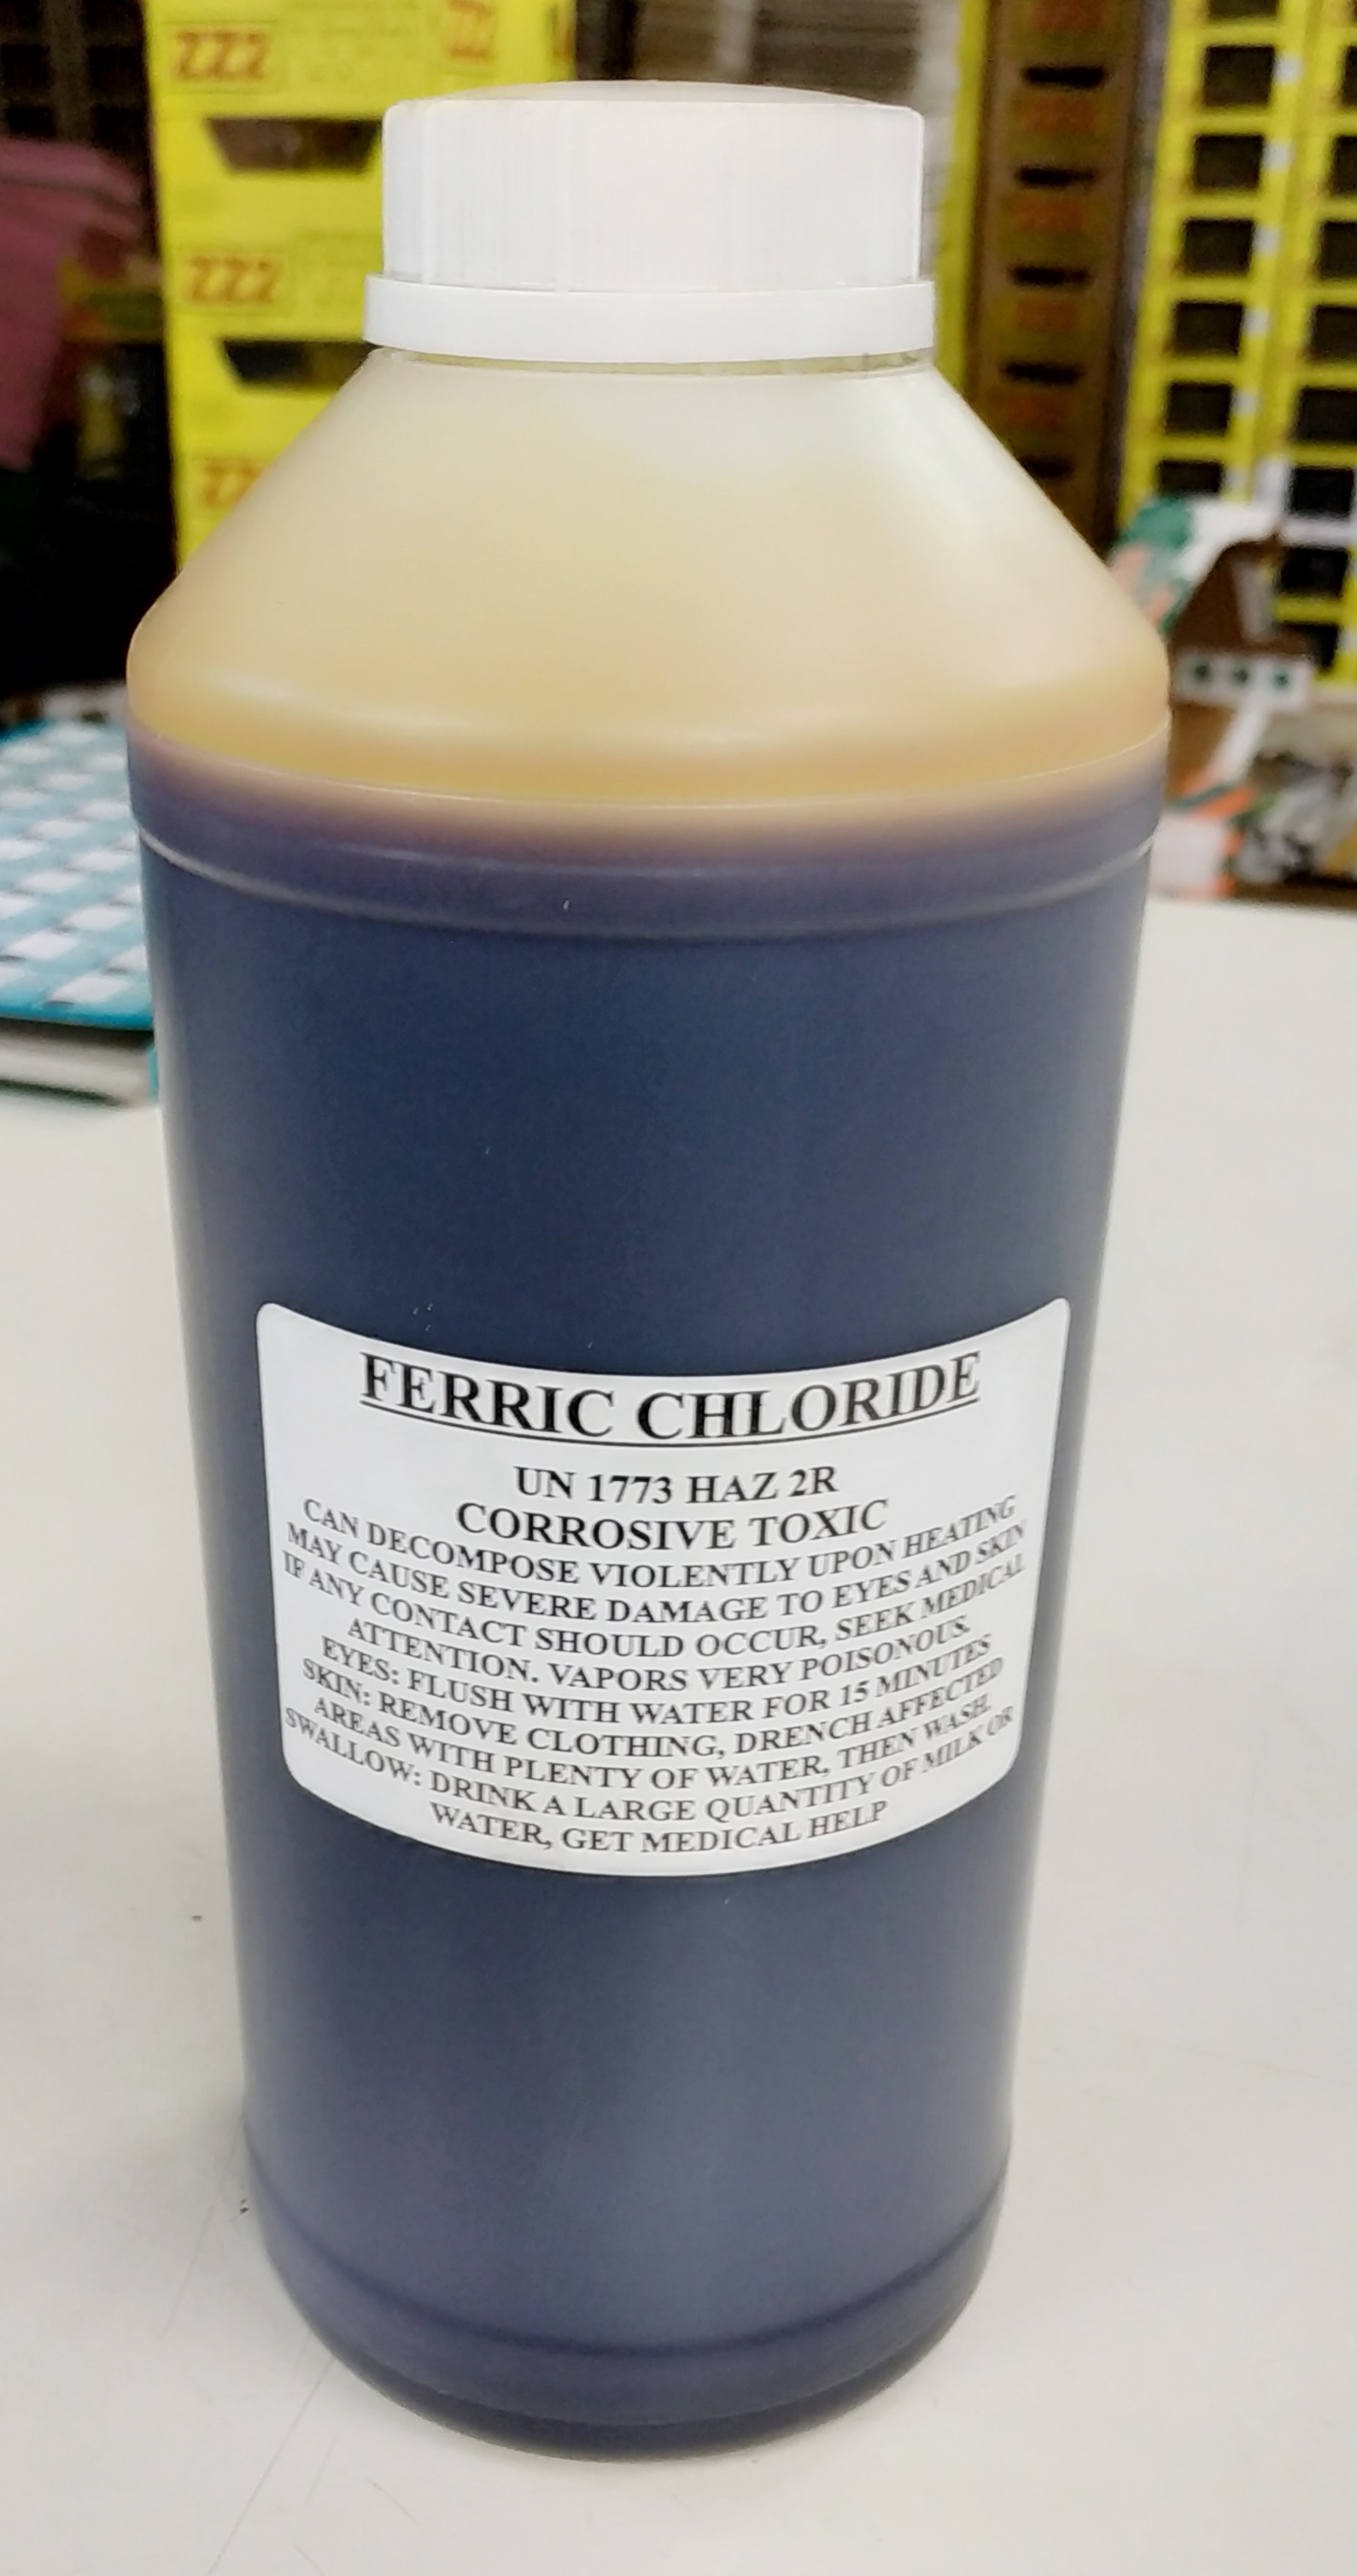 ZZ2
ZZ2
ZZ2
FERRIC CHLORIDE
UN 1773 HAZ 2R
CORROSIVE TOXIC
CAN DECOMPOSE VIOLENTLY UPON HEATING
MAY CAUSE SEVERE DAMAGE TO EYES AND SKIN
IF ANY CONTACT SHOULD OCCUR, SEEK MEDICAL
ATTENTION. VAPORS VERY POISONOUS.
EYES: FLUSH WITH WATER FOR 15 MINUTES
SKIN: REMOVE CLOTHING, DRENCH AFFECTED
AREAS WITH PLENTY OF WATER, THEN WASH.
SWALLOW: DRINK A LARGE QUANTITY OF MILK OR
WATER, GET MEDICAL HELP